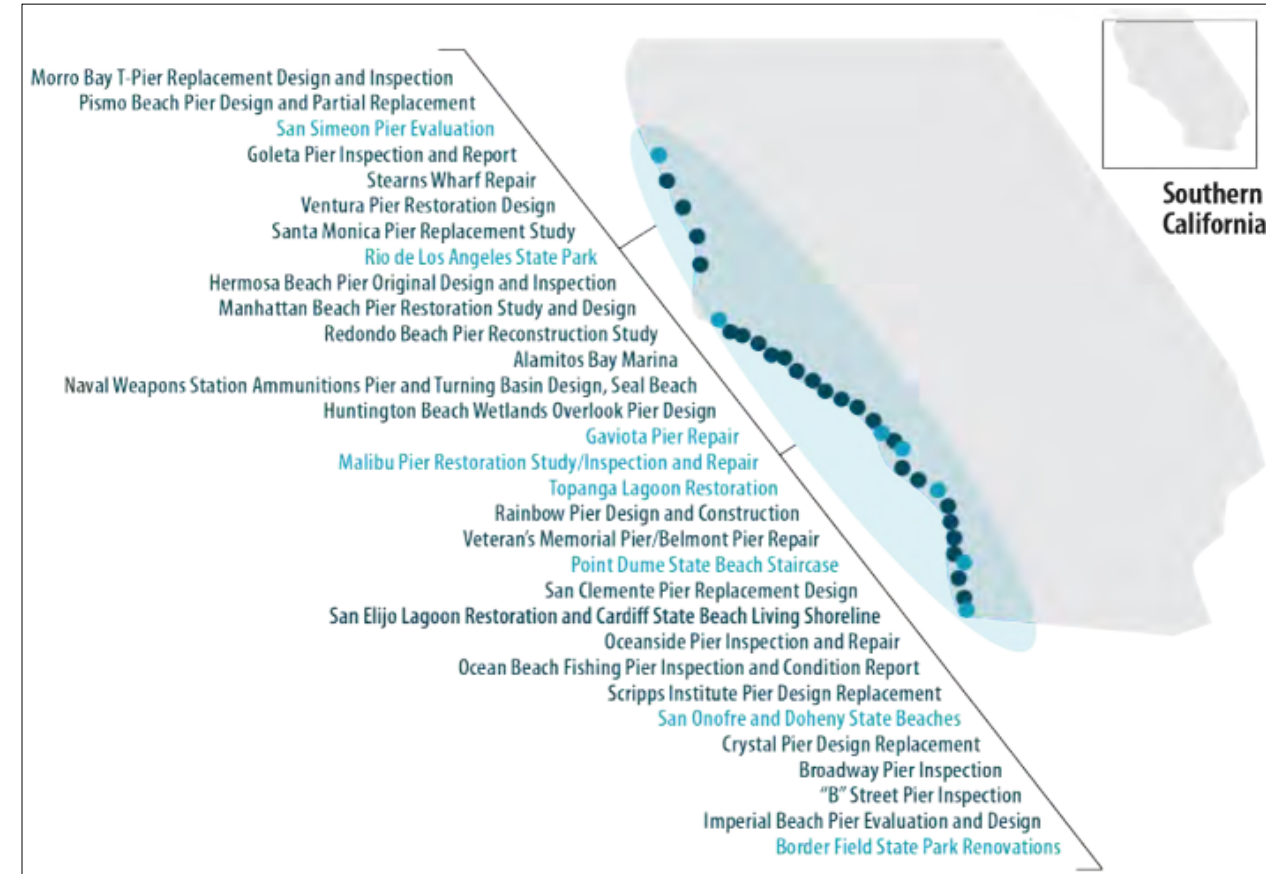 Morro Bay T-Pier Replacement Design and Inspection
Pismo Beach Pier Design and Partial Replacement
San Simeon Pier Evaluation
Goleta Pier Inspection and Report
Stearns Wharf Repair
Ventura Pier Restoration Design
Santa Monica Pier Replacement Study
Rio de Los Angeles State Park
Hermosa Beach Pier Original Design and Inspection
Manhattan Beach Pier Restoration Study and Design
Redondo Beach Pier Reconstruction Study
Alamitos Bay Marina
Naval Weapons Station Ammunitions Pier and Turning Basin Design, Seal Beach
Huntington Beach Wetlands Overlook Pier Design
Gaviota Pier Repair
Malibu Pier Restoration Study/Inspection and Repair
Topanga Lagoon Restoration
Rainbow Pier Design and Construction
Veteran's Memorial Pier/Belmont Pier Repair
Point Dume State Beach Staircase
San Clemente Pier Replacement Design
San Elijo Lagoon Restoration and Cardiff State Beach Living Shoreline
Oceanside Pier Inspection and Repair
Ocean Beach Fishing Pier Inspection and Condition Report
Scripps Institute Pier Design Replacement
San Onofre and Doheny State Beaches
Crystal Pier Design Replacement
Broadway Pier Inspection
"B" Street Pier Inspection
Imperial Beach Pier Evaluation and Design
Border Field State Park Renovations
Southern
California